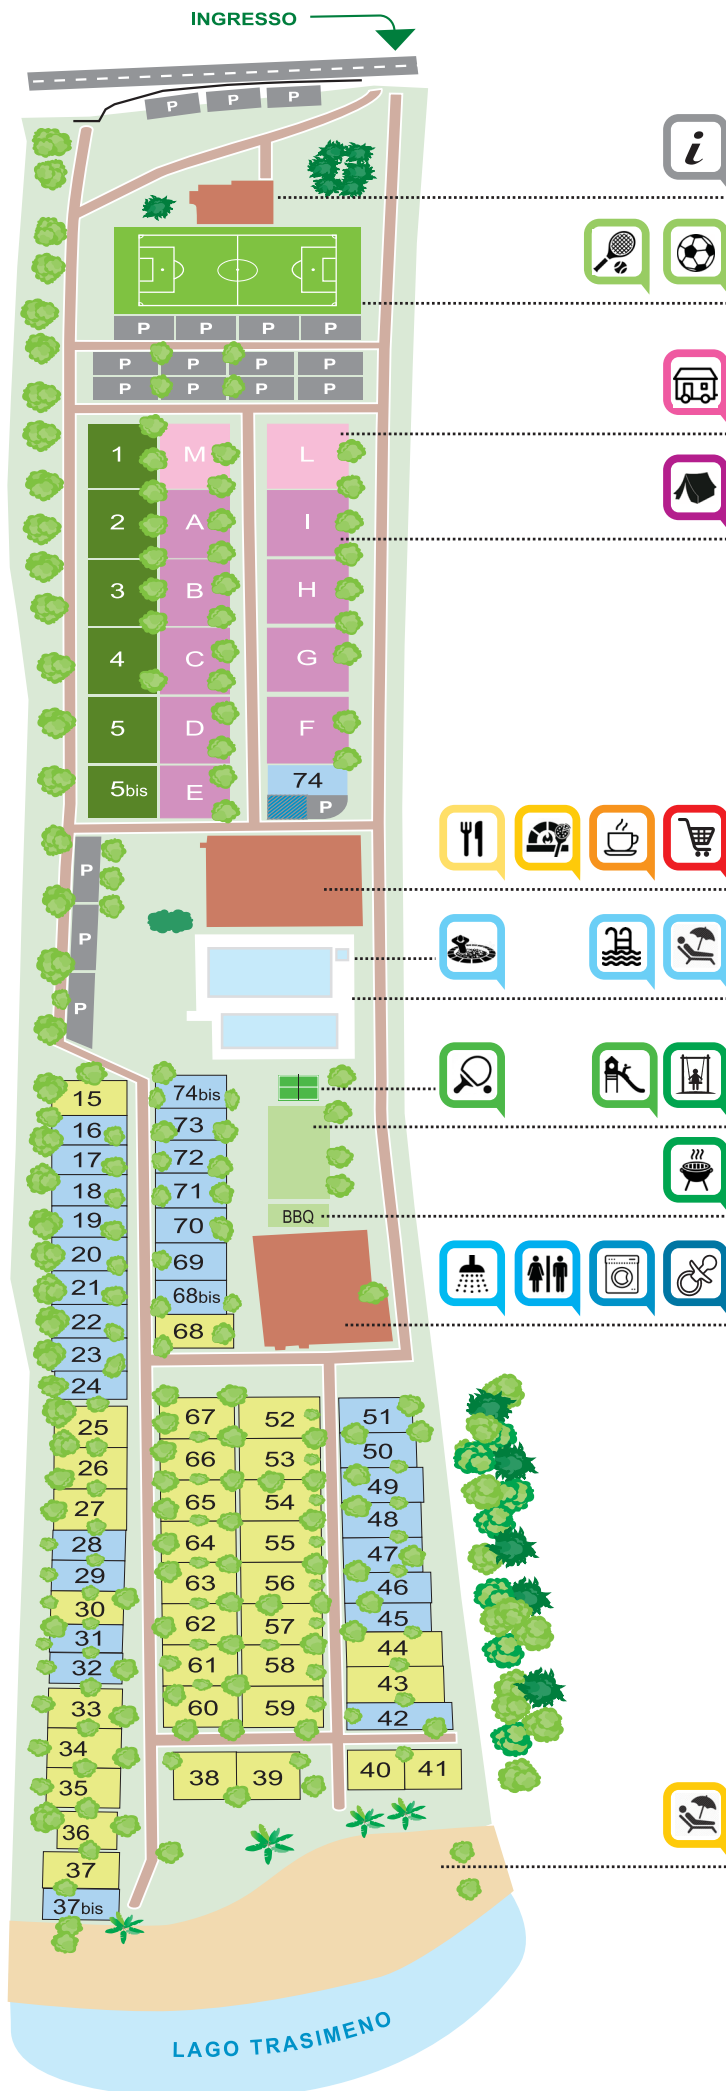 INGRESSO
P P P
i
P P P P
P P P P
P P P P
1 M L
2 A I
3 B H
4 C G
5 D F
5bis E 74
P
P
P
P
15 74bis
16 73
17 72
18 71
19 70
20 69
21 68bis
22 68
23
24
BBQ
25 67 52 51
26 66 53 50
27 65 54 49
28 64 55 48
29 63 56 47
30 62 57 46
31 61 58 45
32 60 59 44
33 43
34 42
35 38 39 40 41
36
37
37bis
LAGO TRASIMENO